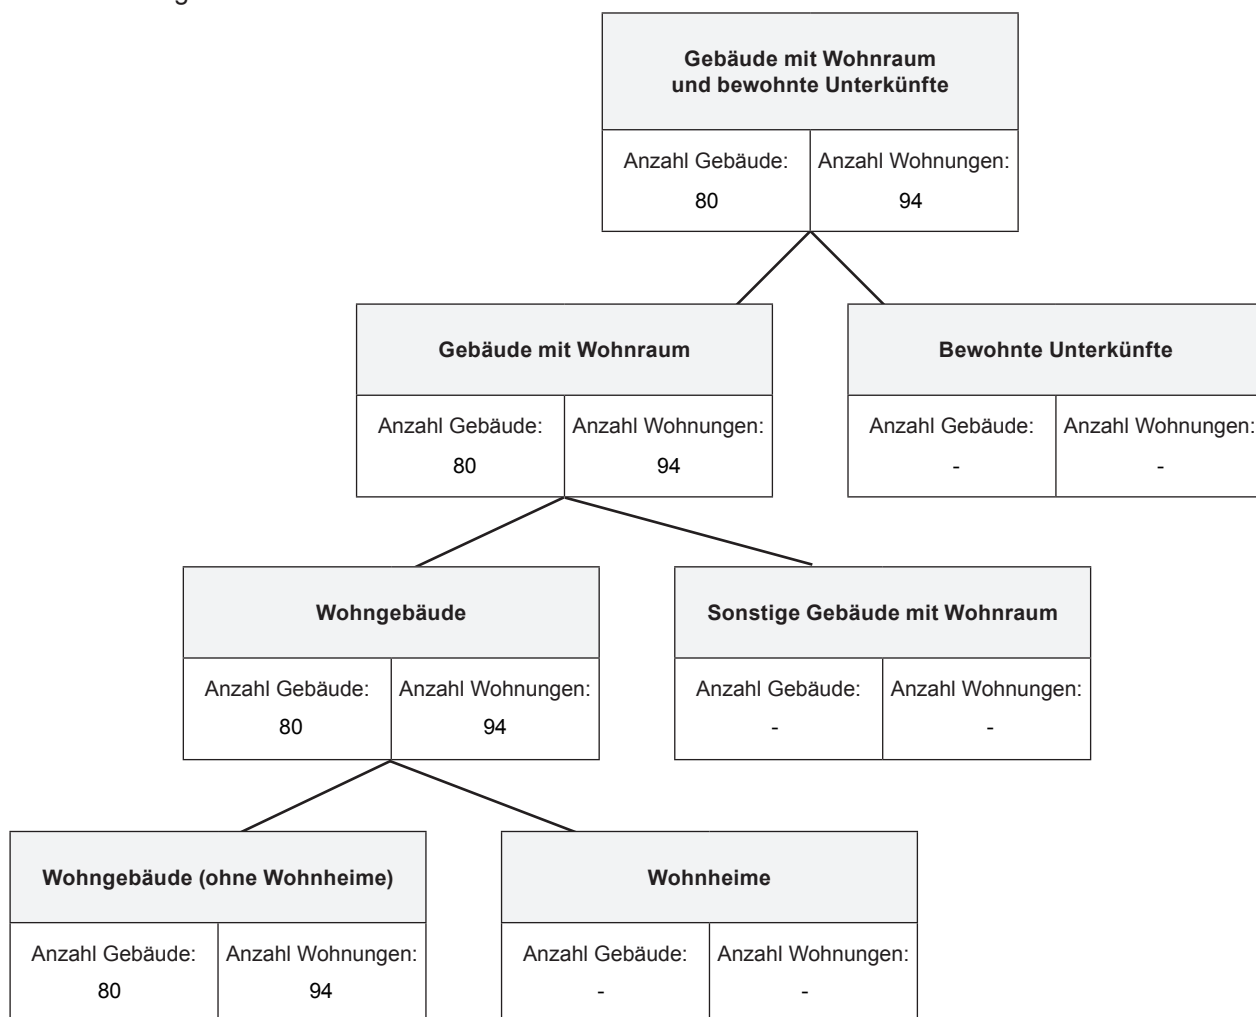 Gebäude mit Wohnraum
und bewohnte Unterkünfte
Anzahl Gebäude: Anzahl Wohnungen:
80 94
Gebäude mit Wohnraum
Bewohnte Unterkünfte
Anzahl Gebäude: Anzahl Wohnungen:
80 94
Anzahl Gebäude: Anzahl Wohnungen:
- -
Wohngebäude
Sonstige Gebäude mit Wohnraum
Anzahl Gebäude: Anzahl Wohnungen:
80 94
Anzahl Gebäude: Anzahl Wohnungen:
- -
Wohngebäude (ohne Wohnheime)
Wohnheime
Anzahl Gebäude: Anzahl Wohnungen:
80 94
Anzahl Gebäude: Anzahl Wohnungen:
- -